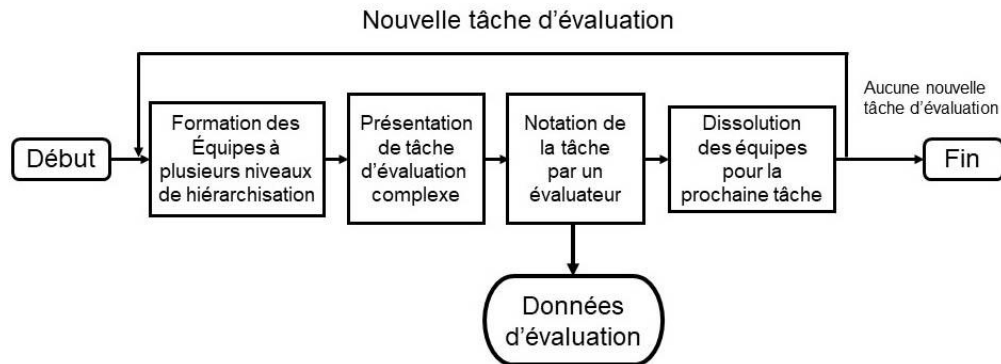 Nouvelle tâche d'évaluation
Aucune nouvelle
tâche d'évaluation
Début
Formation des
Équipes à
plusieurs niveaux
de hiérarchisation
Présentation
de tâche
d'évaluation
complexe
Notation de
la tâche
par un
évaluateur
Dissolution
des équipes
pour la
prochaine tâche
Fin
Données
d'évaluation